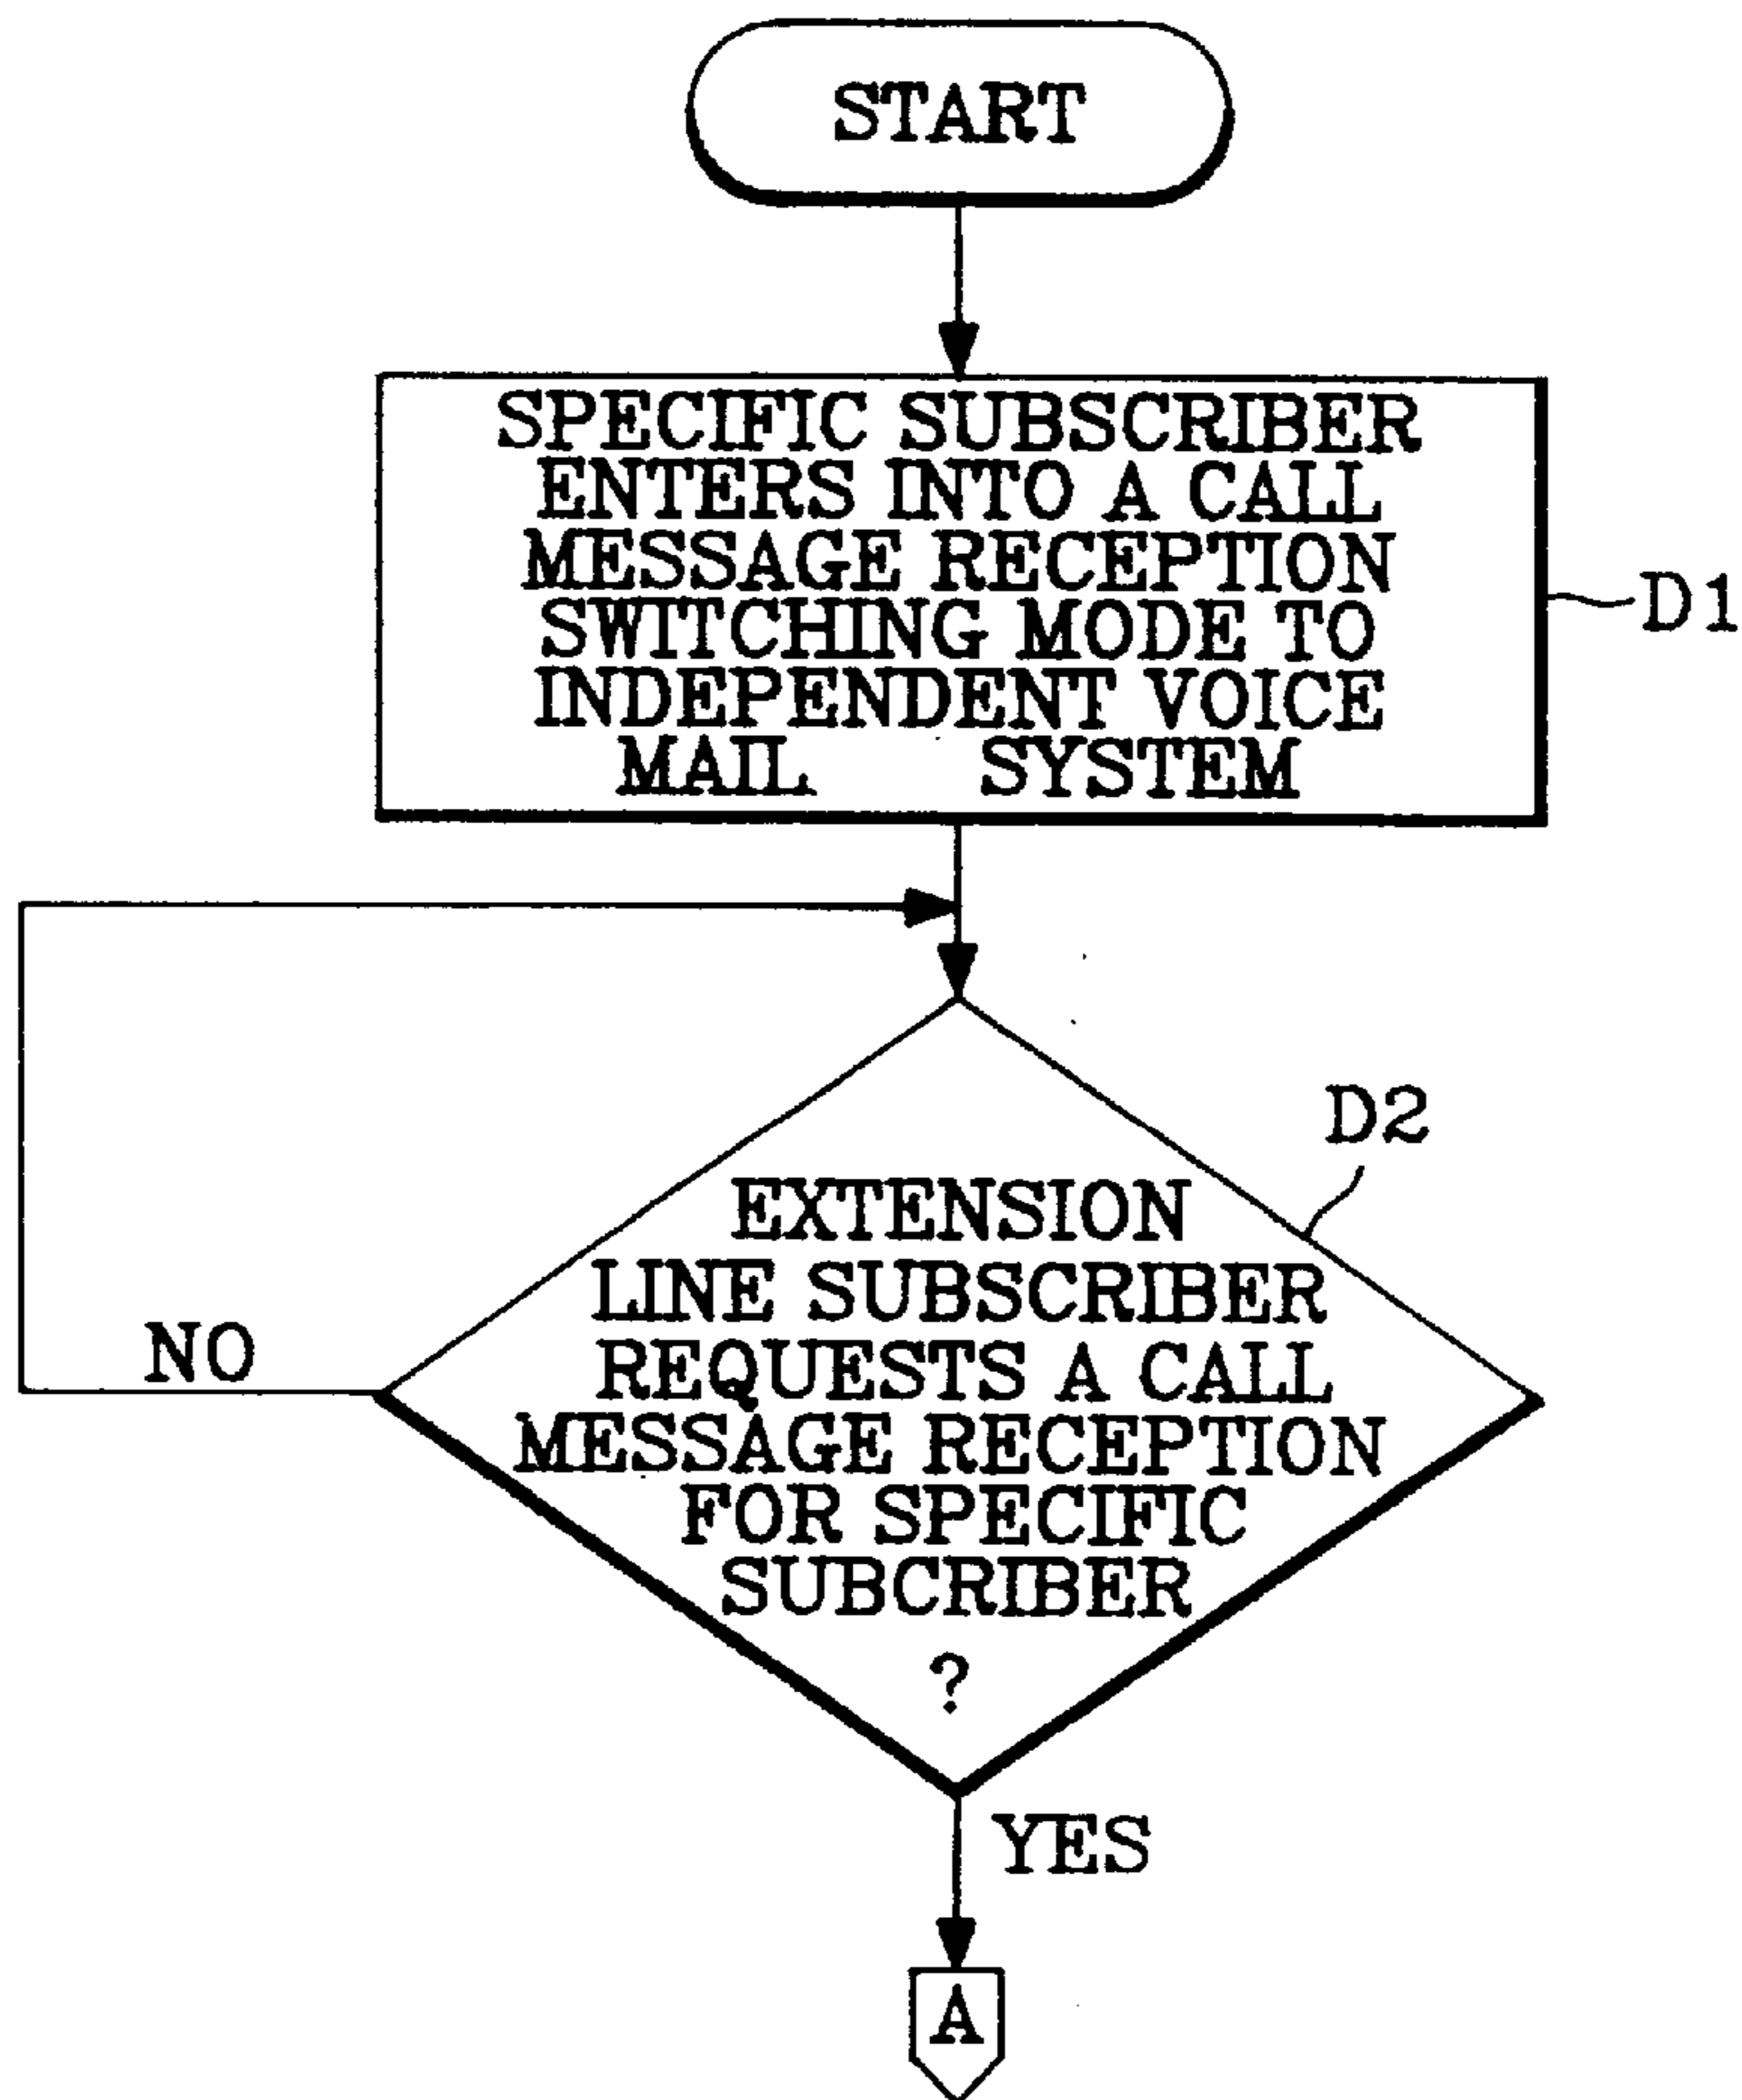 START
SPECIFIC SUBSCRIBER
ENTERS INTO A CALL
MESSAGE RECEPTION
SWITCHING MODE TO
INDEPENDENT VOICE
MAIL SYSTEM
D1
D2
EXTENSION
LINE SUBSCRIBER
REQUESTS A CALL
MESSAGE RECEPTION
FOR SPECIFIC
SUBCRIBER
?
NO
YES
A